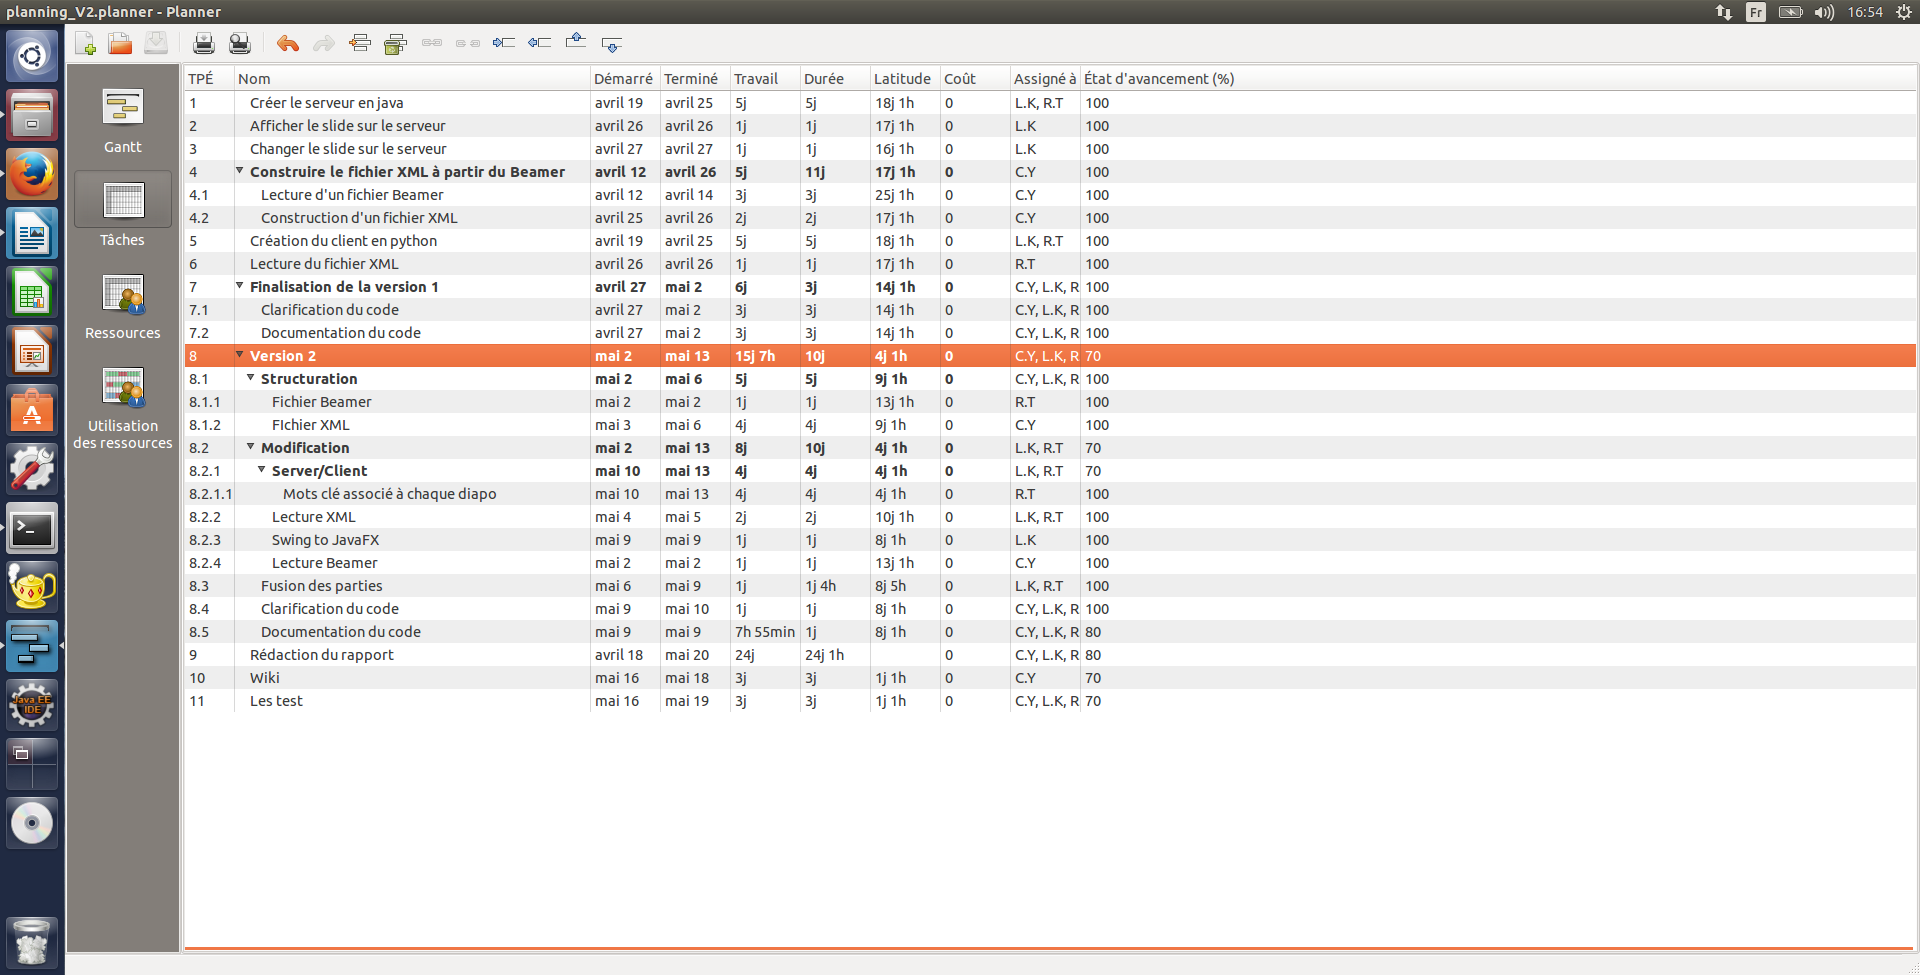 planning_V2.planner - Planner Fr 16:54
TPÉ Nom Démarré Terminé Travail Durée Latitude Coût Assigné à État d'avancement (%)
1 Créer le serveur en java avril 19 avril 25 5j 5j 18j 1h 0 L.K, R.T 100
2 Afficher le slide sur le serveur avril 26 avril 26 1j 1j 17j 1h 0 L.K 100
3 Changer le slide sur le serveur avril 27 avril 27 1j 1j 16j 1h 0 L.K 100
4 Construire le fichier XML à partir du Beamer avril 12 avril 26 5j 11j 17j 1h 0 C.Y 100
4.1 Lecture d'un fichier Beamer avril 12 avril 14 3j 3j 25j 1h 0 C.Y 100
4.2 Construction d'un fichier XML avril 25 avril 26 2j 2j 17j 1h 0 C.Y 100
5 Création du client en python avril 19 avril 25 5j 5j 18j 1h 0 L.K, R.T 100
6 Lecture du fichier XML avril 26 avril 26 1j 1j 17j 1h 0 R.T 100
7 Finalisation de la version 1 avril 27 mai 2 6j 3j 14j 1h 0 C.Y, L.K, R 100
7.1 Clarification du code avril 27 mai 2 3j 3j 14j 1h 0 C.Y, L.K, R 100
7.2 Documentation du code avril 27 mai 2 3j 3j 14j 1h 0 C.Y, L.K, R 100
8 Version 2 mai 2 mai 13 15j 7h 10j 4j 1h 0 C.Y, L.K, R 70
8.1 Structuration mai 2 mai 6 5j 5j 9j 1h 0 C.Y, L.K, R 100
8.1.1 Fichier Beamer mai 2 mai 2 1j 1j 13j 1h 0 R.T 100
8.1.2 FIchier XML mai 3 mai 6 4j 4j 9j 1h 0 C.Y 100
8.2 Modification mai 2 mai 13 8j 10j 4j 1h 0 L.K, R.T 70
8.2.1 Server/Client mai 10 mai 13 4j 4j 4j 1h 0 L.K, R.T 70
8.2.1.1 Mots clé associé à chaque diapo mai 10 mai 13 4j 4j 4j 1h 0 R.T 100
8.2.2 Lecture XML mai 4 mai 5 2j 2j 10j 1h 0 L.K, R.T 100
8.2.3 Swing to JavaFX mai 9 mai 9 1j 1j 8j 1h 0 L.K 100
8.2.4 Lecture Beamer mai 2 mai 2 1j 1j 13j 1h 0 C.Y 100
8.3 Fusion des parties mai 6 mai 9 1j 1j 4h 8j 5h 0 L.K, R.T 100
8.4 Clarification du code mai 9 mai 10 1j 1j 8j 1h 0 C.Y, L.K, R 100
8.5 Documentation du code mai 9 mai 9 7h 55min 1j 8j 1h 0 C.Y, L.K, R 80
9 Rédaction du rapport avril 18 mai 20 24j 24j 1h 0 C.Y, L.K, R 80
10 Wiki mai 16 mai 18 3j 3j 1j 1h 0 C.Y 70
11 Les test mai 16 mai 19 3j 3j 1j 1h 0 C.Y, L.K, R 70
Gantt
Tâches
Ressources
Utilisation
des ressources
Java EE
IDE